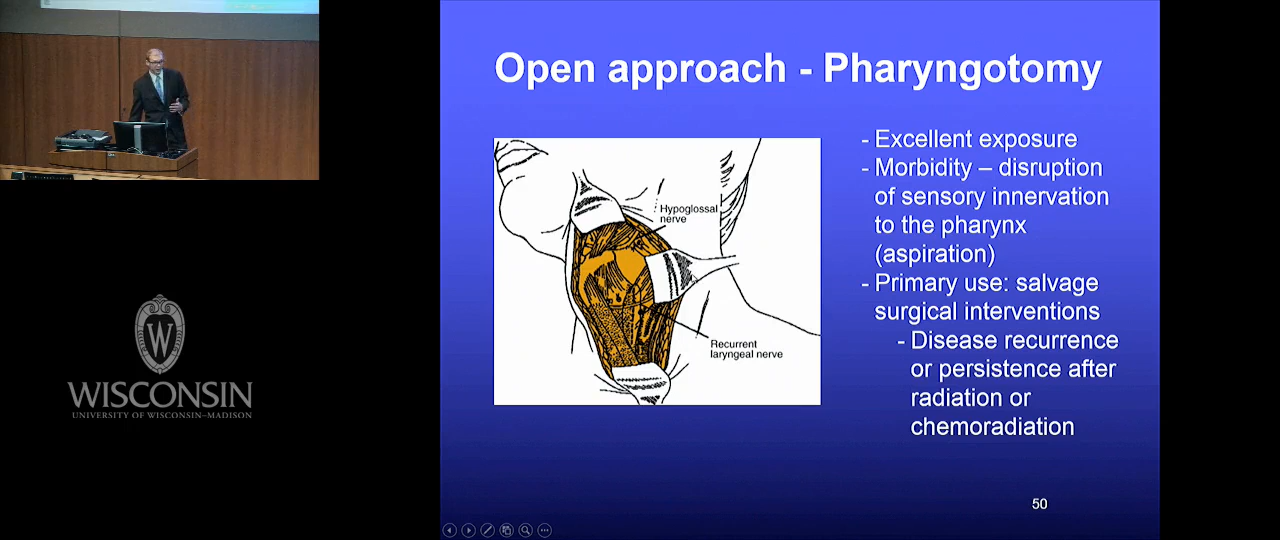 Open approach - Pharyngotomy
- Excellent exposure
- Morbidity – disruption
of sensory innervation
to the pharynx
(aspiration)
- Primary use: salvage
surgical interventions
- Disease recurrence
or persistence after
radiation or
chemoradiation
Hypoglossal
nerve
Recurrent
laryngeal nerve
W
WISCONSIN
UNIVERSITY OF WISCONSIN–MADISON
50